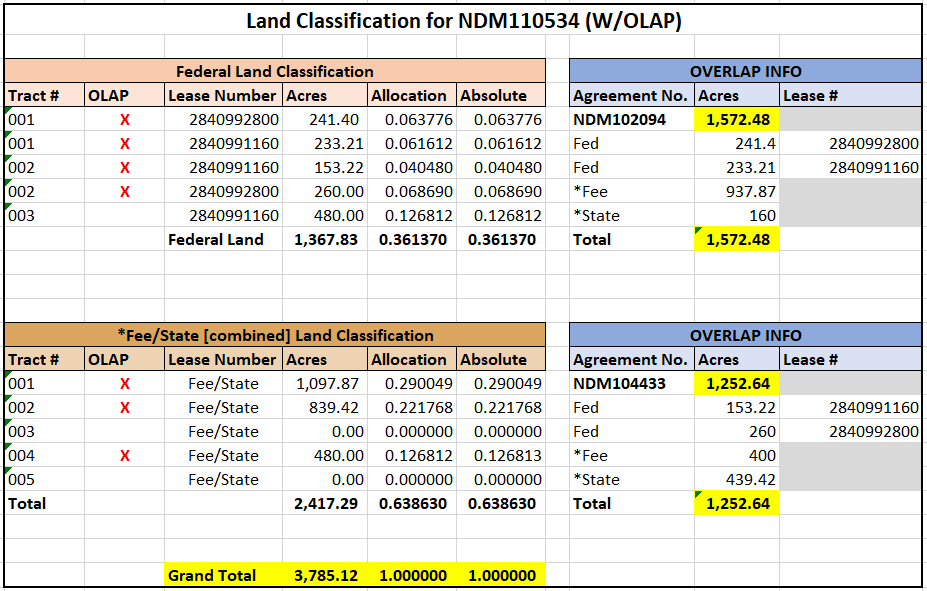 Land Classification for NDM110534 (W/OLAP)
Federal Land Classification OVERLAP INFO
Tract # OLAP Lease Number Acres Allocation Absolute Agreement No. Acres Lease #
001 X 2840992800 241.40 0.063776 0.063776 NDM102094 1,572.48
001 X 2840991160 233.21 0.061612 0.061612 Fed 241.4 2840992800
002 X 2840991160 153.22 0.040480 0.040480 Fed 233.21 2840991160
002 X 2840992800 260.00 0.068690 0.068690 *Fee 937.87
003 2840991160 480.00 0.126812 0.126812 *State 160
Federal Land 1,367.83 0.361370 0.361370 Total 1,572.48
*Fee/State [combined] Land Classification OVERLAP INFO
Tract # OLAP Lease Number Acres Allocation Absolute Agreement No. Acres Lease #
001 X Fee/State 1,097.87 0.290049 0.290049 NDM104433 1,252.64
002 X Fee/State 839.42 0.221768 0.221768 Fed 153.22 2840991160
003 Fee/State 0.00 0.000000 0.000000 Fed 260 2840992800
004 X Fee/State 480.00 0.126812 0.126813 *Fee 400
005 Fee/State 0.00 0.000000 0.000000 *State 439.42
Total 2,417.29 0.638630 0.638630 Total 1,252.64
Grand Total 3,785.12 1.000000 1.000000